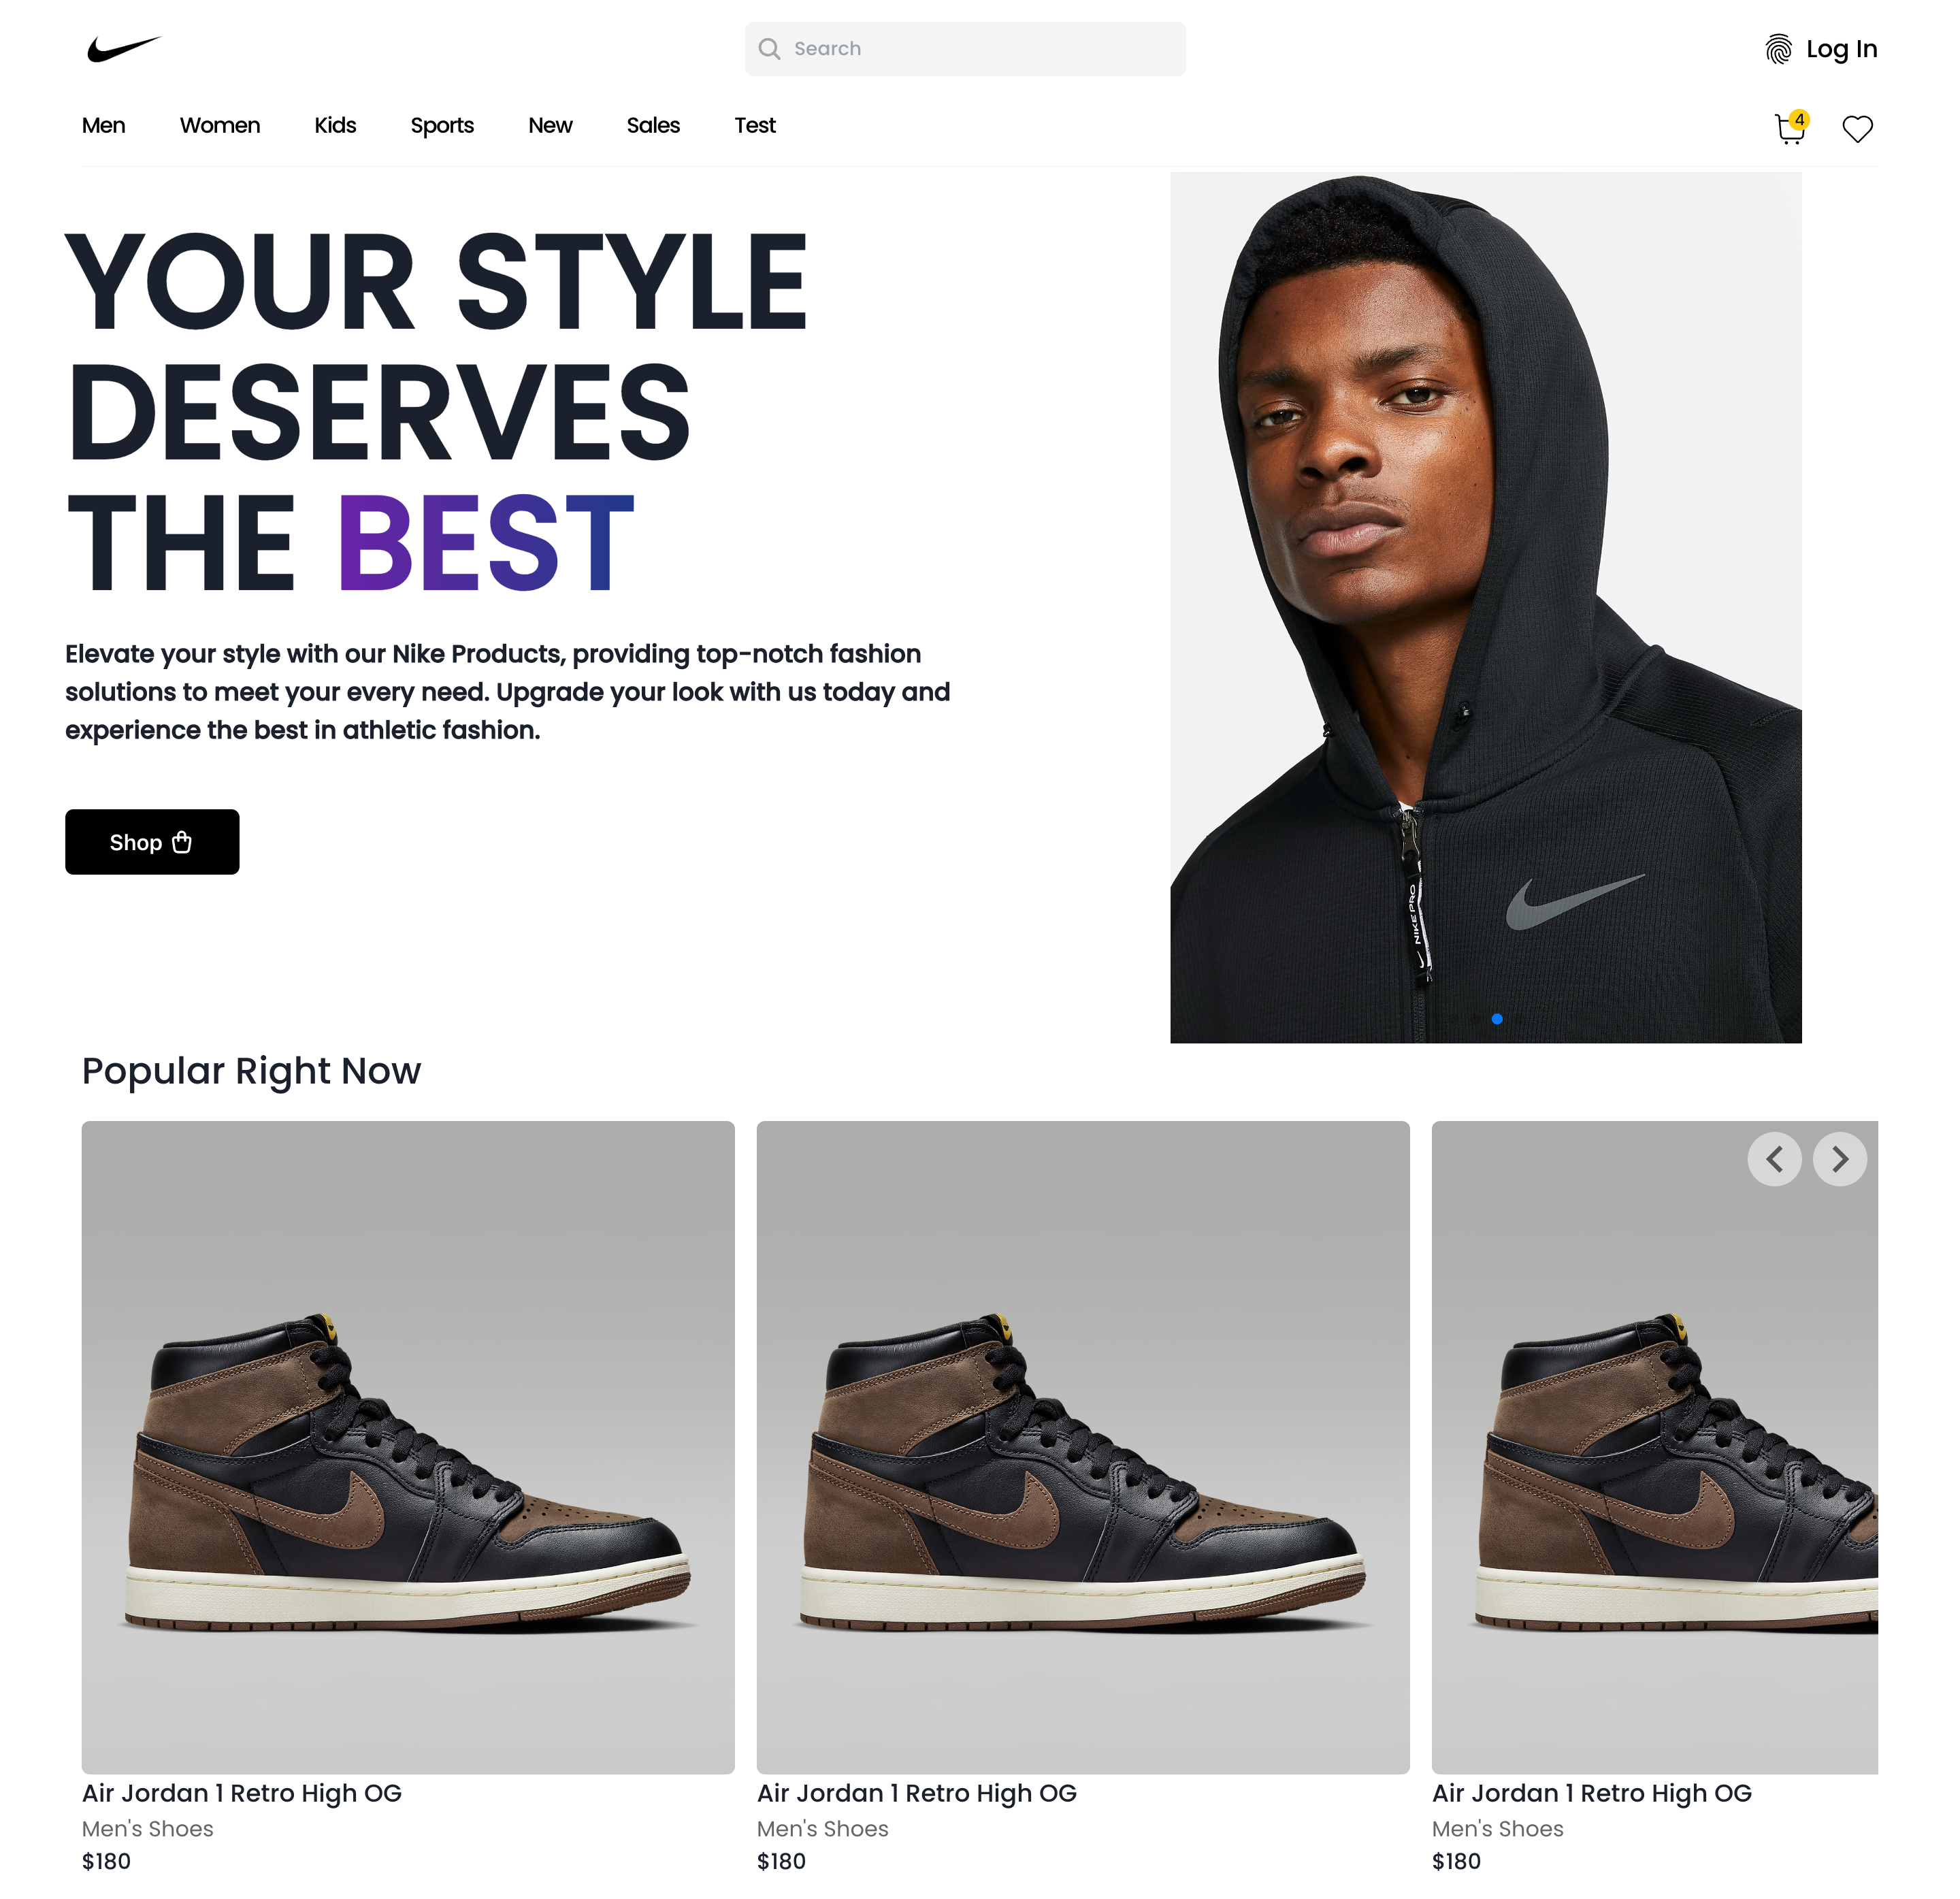 Search
Log In
Men Women Kids Sports New Sales Test
4
YOUR STYLE
DESERVES
THE BEST
Elevate your style with our Nike Products, providing top-notch fashion
solutions to meet your every need. Upgrade your look with us today and
experience the best in athletic fashion.
Shop
NIKE PRO
Popular Right Now
Air Jordan 1 Retro High OG
Men's Shoes
$180
Air Jordan 1 Retro High OG
Men's Shoes
$180
Air Jordan 1 Retro High OG
Men's Shoes
$180